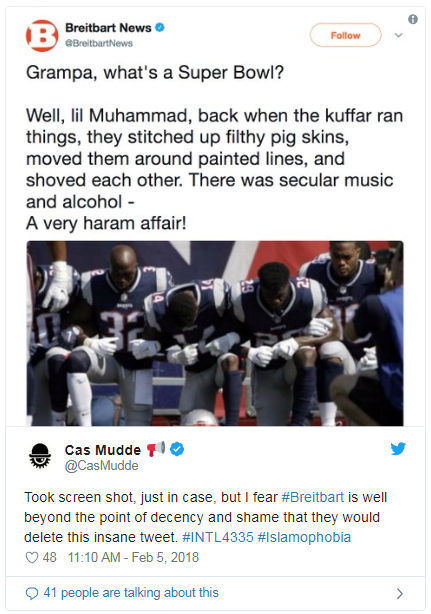 Breitbart News
@BreitbartNews
Follow
Grampa, what's a Super Bowl?
Well, lil Muhammad, back when the kuffar ran
things, they stitched up filthy pig skins,
moved them around painted lines, and
shoved each other. There was secular music
and alcohol -
A very haram affair!
Cas Mudde
@CasMudde
Took screen shot, just in case, but I fear #Breitbart is well
beyond the point of decency and shame that they would
delete this insane tweet. #INTL4335 #Islamophobia
48 11:10 AM - Feb 5, 2018
41 people are talking about this